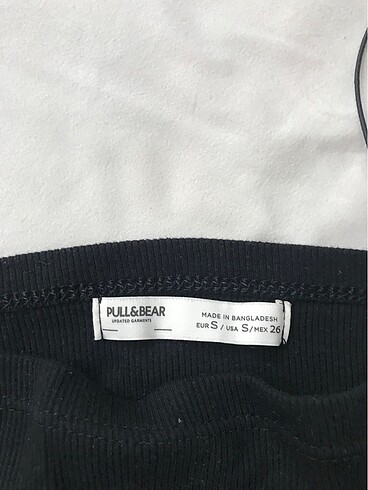 PULL&BEAR
UPDATED GARMENTS
MADE IN BANGLADESH
EUR S / USA S / MEX 26